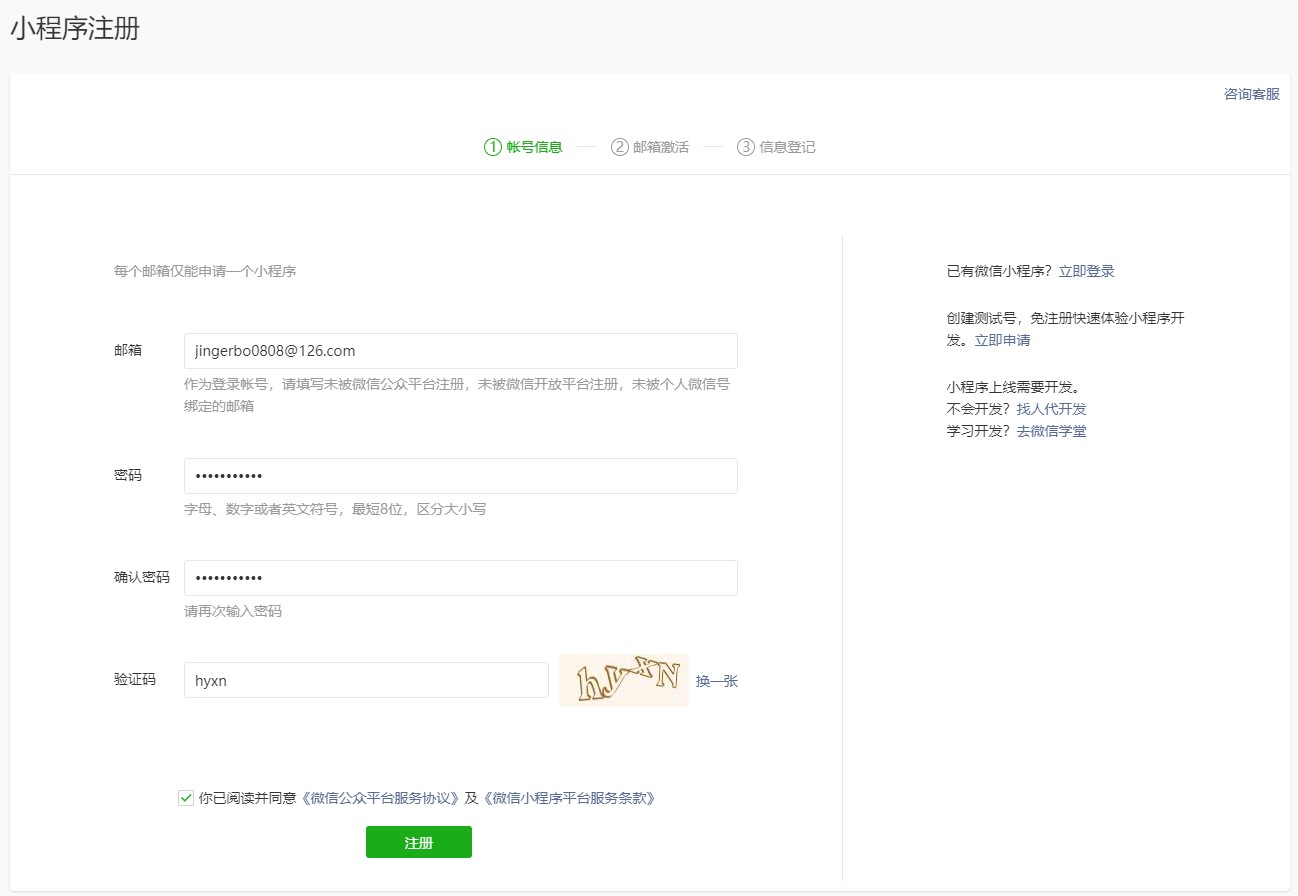 小程序注册
咨询客服
① 帐号信息
② 邮箱激活
③ 信息登记
每个邮箱仅能申请一个小程序
邮箱
jingerbo0808@126.com
作为登录帐号，请填写未被微信公众平台注册，未被微信开放平台注册，未被个人微信号
绑定的邮箱
密码
•••••••••••
字母、数字或者英文符号，最短8位，区分大小写
确认密码
•••••••••••
请再次输入密码
验证码
hyxn
hyxN
换一张
你已阅读并同意《微信公众平台服务协议》及《微信小程序平台服务条款》
注册
已有微信小程序？立即登录
创建测试号，免注册快速体验小程序开
发。立即申请
小程序上线需要开发。
不会开发？找人代开发
学习开发？去微信学堂